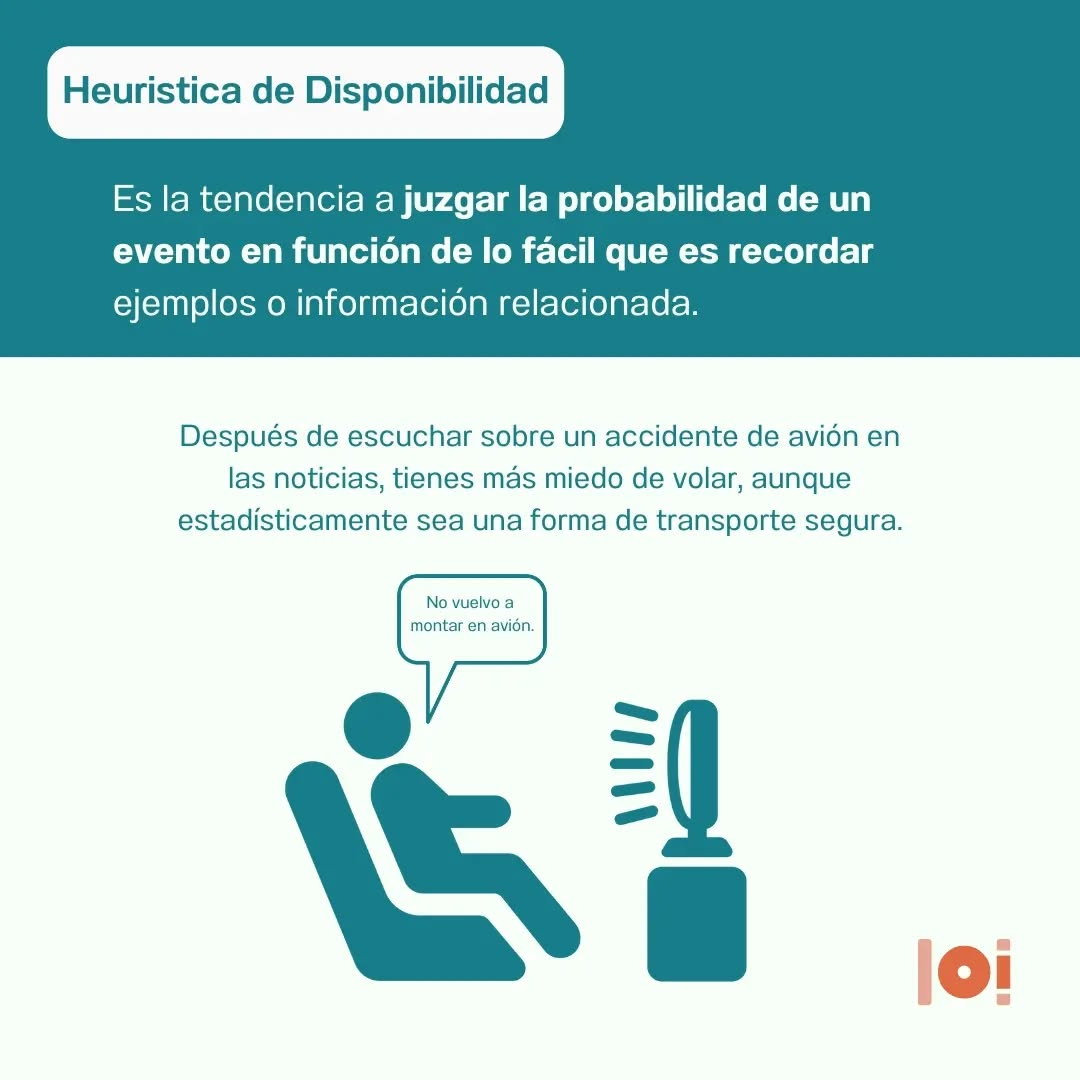 Heuristica de Disponibilidad
Es la tendencia a juzgar la probabilidad de un
evento en función de lo fácil que es recordar
ejemplos o información relacionada.
Después de escuchar sobre un accidente de avión en
las noticias, tienes más miedo de volar, aunque
estadísticamente sea una forma de transporte segura.
No vuelvo a
montar en avión.
loi